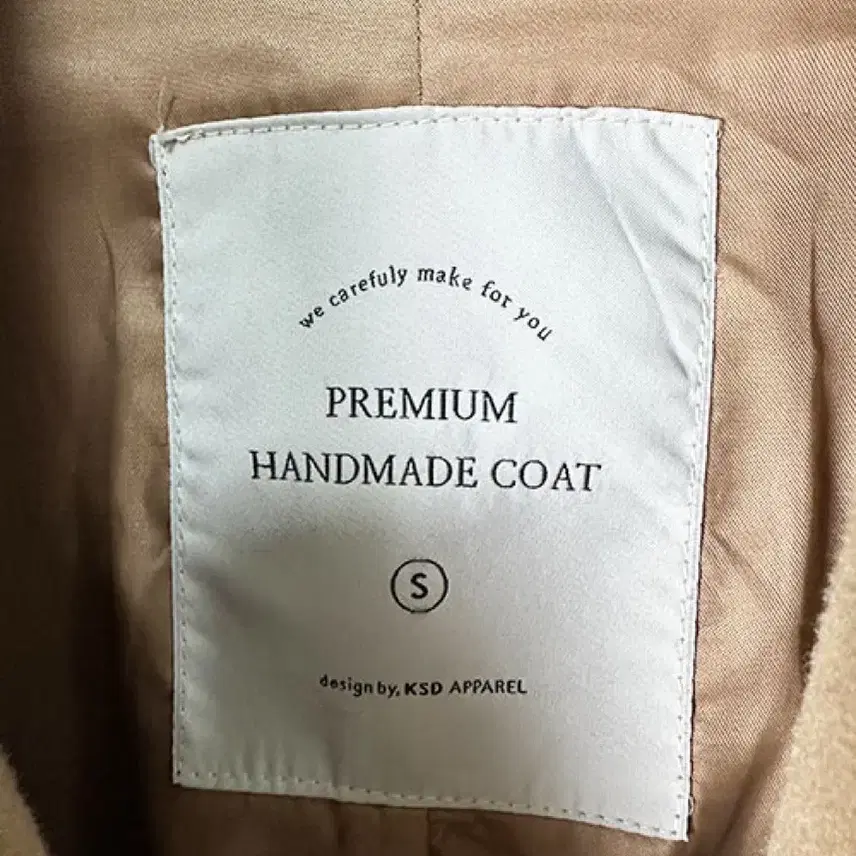 we carefuly make for you
PREMIUM
HANDMADE COAT
S
design by, KSD APPAREL